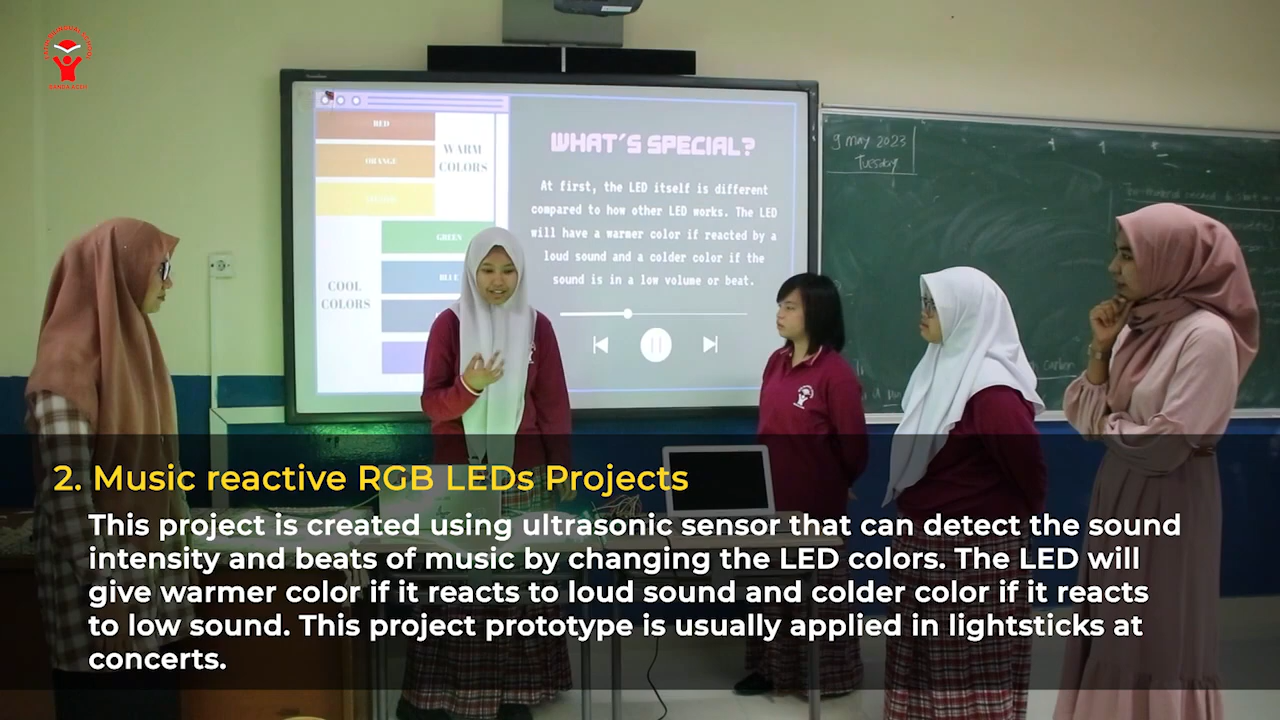 RED
ORANGE
WARM
COLORS
GREEN
BLUE
COOL
COLORS
WHAT'S SPECIAL?
At first, the LED itself is different
compared to how other LED works. The LED
will have a warmer color if reacted by a
loud sound and a colder color if the
sound is in a low volume or beat.
9 May 2023
Tuesday
2. Music reactive RGB LEDs Projects
This project is created using ultrasonic sensor that can detect the sound
intensity and beats of music by changing the LED colors. The LED will
give warmer color if it reacts to loud sound and colder color if it reacts
to low sound. This project prototype is usually applied in lightsticks at
concerts.